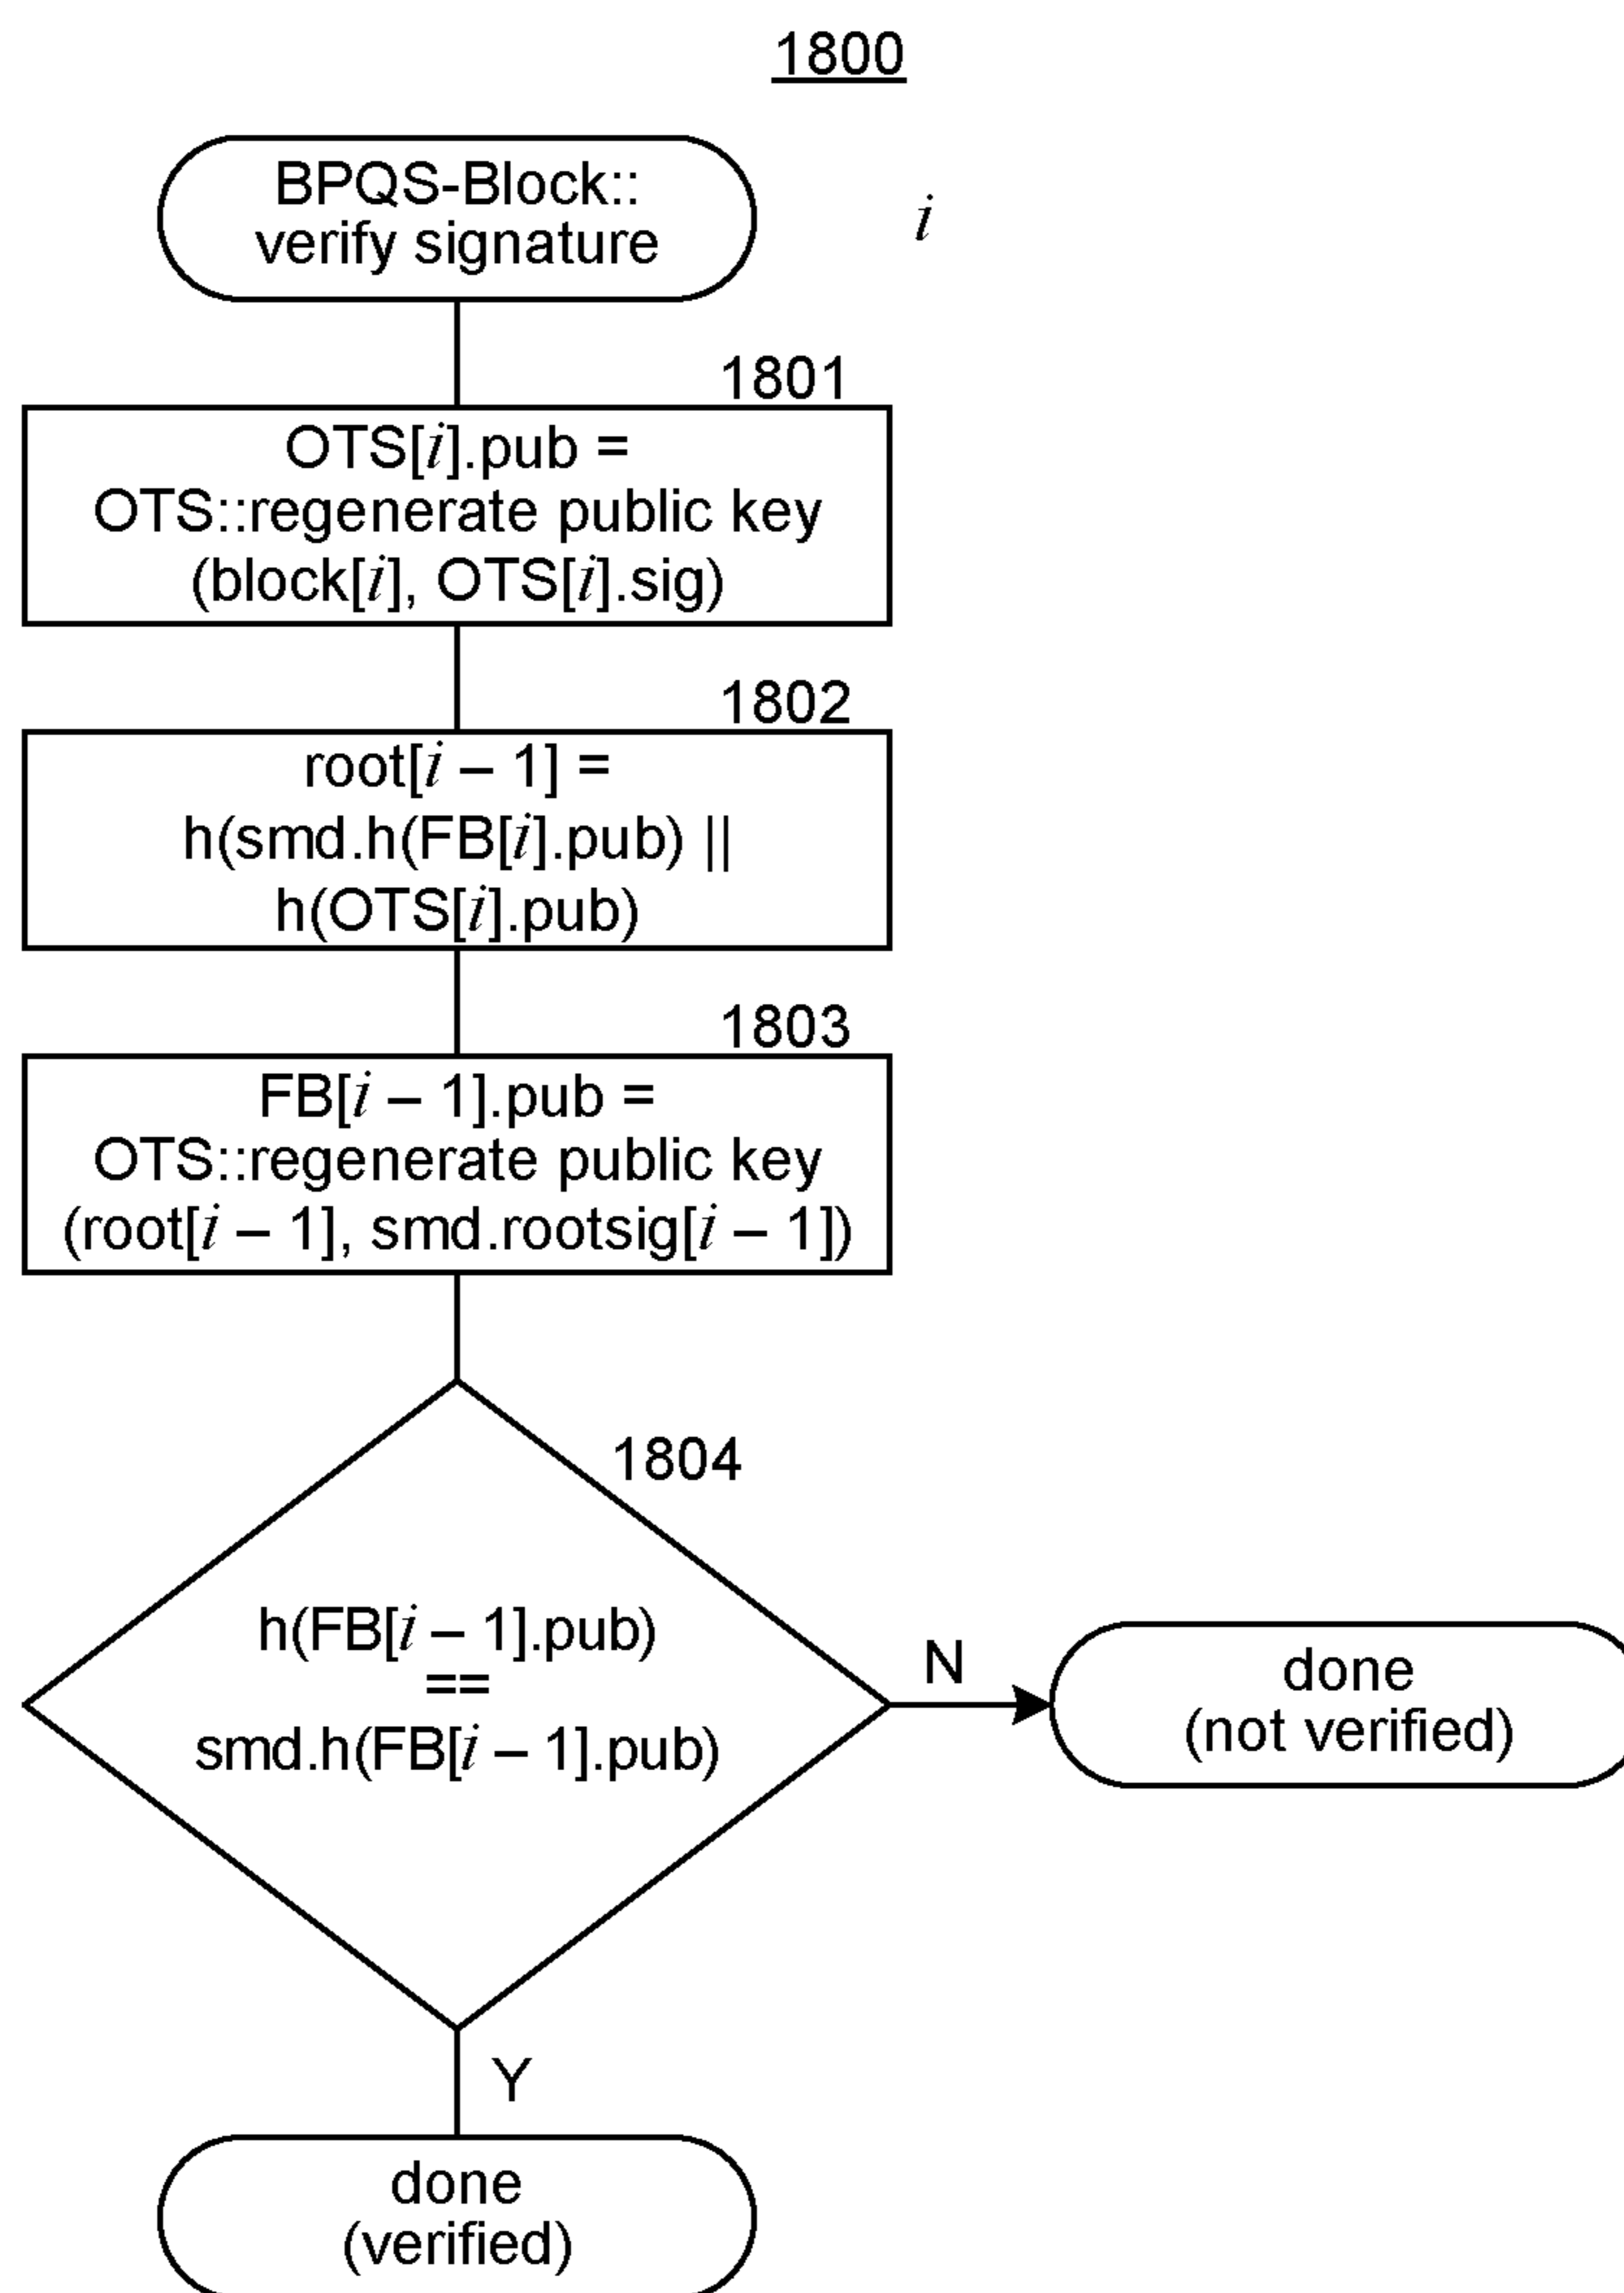 1800
BPQS-Block::
verify signature
i
1801
OTS[i].pub =
OTS::regenerate public key
(block[i], OTS[i].sig)
1802
root[i – 1] =
h(smd.h(FB[i].pub) ||
h(OTS[i].pub)
1803
FB[i – 1].pub =
OTS::regenerate public key
(root[i – 1], smd.rootsig[i – 1])
1804
h(FB[i – 1].pub)
==
smd.h(FB[i – 1].pub)
N
done
(not verified)
Y
done
(verified)